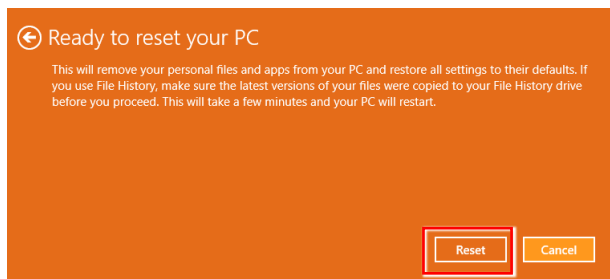 Ready to reset your PC
This will remove your personal files and apps from your PC and restore all settings to their defaults. If
you use File History, make sure the latest versions of your files were copied to your File History drive
before you proceed. This will take a few minutes and your PC will restart.
Reset
Cancel